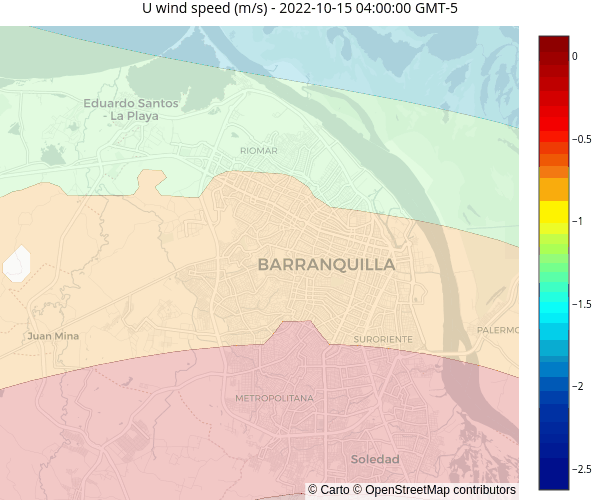 U wind speed (m/s) - 2022-10-15 04:00:00 GMT-5
Eduardo Santos
- La Playa
RIOMAR
BARRANQUILLA
Juan Mina
SURORIENTE
PALERMO
METROPOLITANA
Soledad
© Carto © OpenStreetMap contributors
0
−0.5
−1
−1.5
−2
−2.5